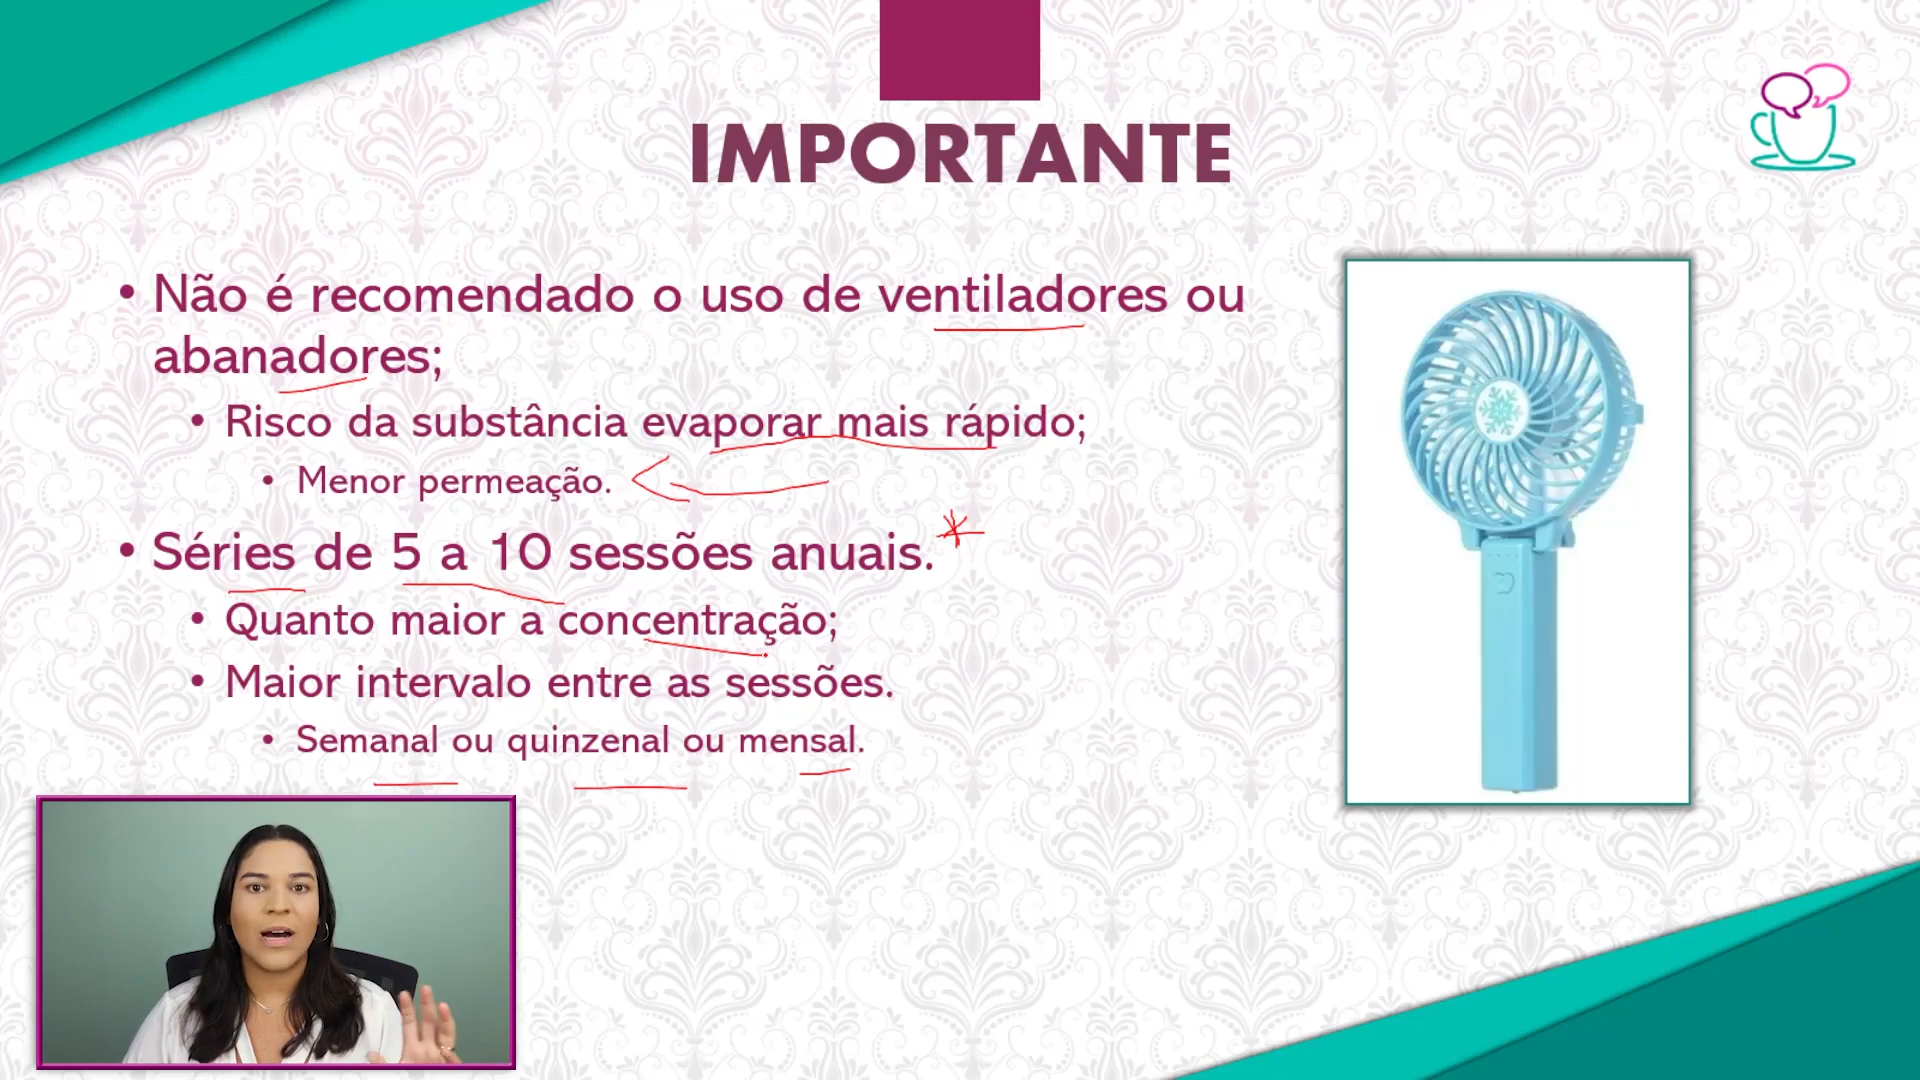 IMPORTANTE
• Não é recomendado o uso de ventiladores ou
abanadores;
• Risco da substância evaporar mais rápido;
• Menor permeação.
• Séries de 5 a 10 sessões anuais.*
• Quanto maior a concentração;
• Maior intervalo entre as sessões.
• Semanal ou quinzenal ou mensal.